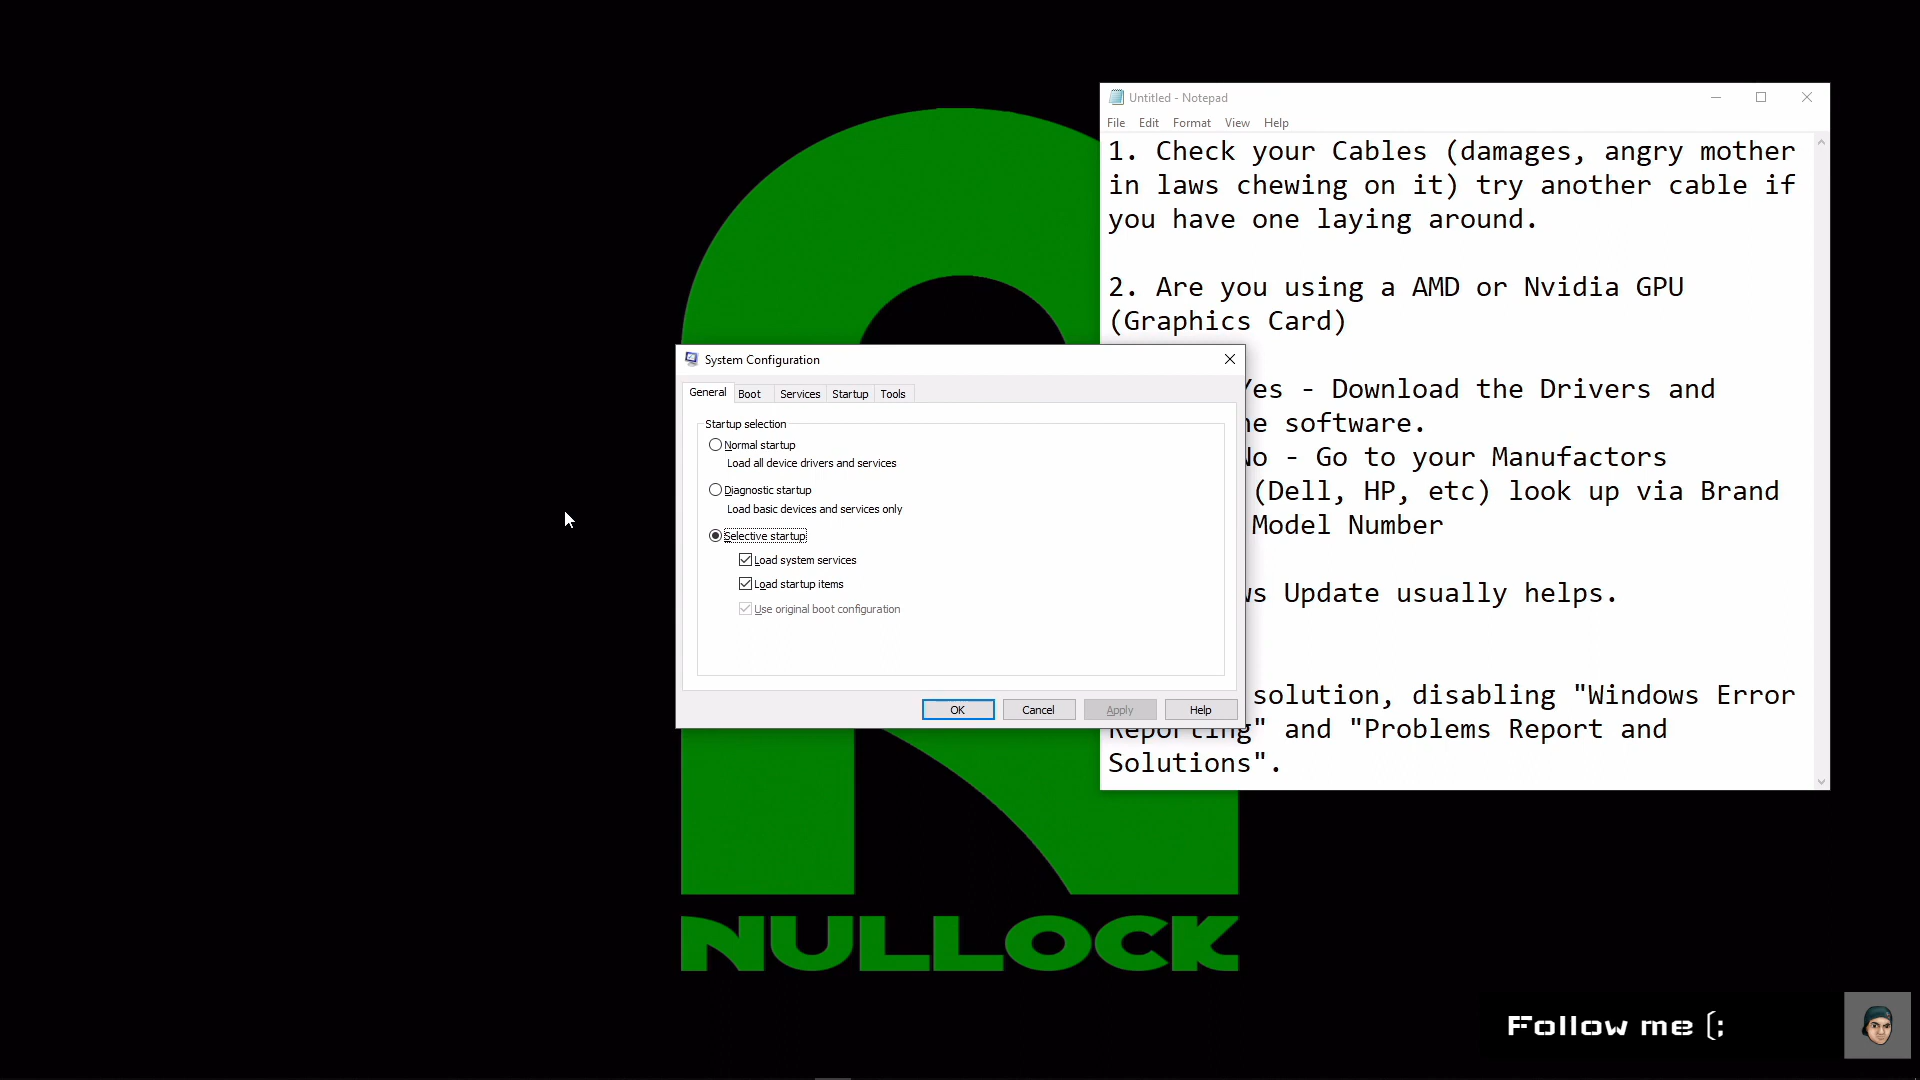 Untitled - Notepad
File Edit Format View Help
1. Check your Cables (damages, angry mother
in laws chewing on it) try another cable if
you have one laying around.
2. Are you using a AMD or Nvidia GPU
(Graphics Card)
Yes - Download the Drivers and
software.
No - Go to your Manufactors
(Dell, HP, etc) look up via Brand
Model Number
Update usually helps.
solution, disabling "Windows Error
Reporting" and "Problems Report and
Solutions".
System Configuration
General Boot Services Startup Tools
Startup selection
Normal startup
Load all device drivers and services
Diagnostic startup
Load basic devices and services only
Selective startup
Load system services
Load startup items
Use original boot configuration
OK Cancel Apply Help
NULLOCK
Follow me (;